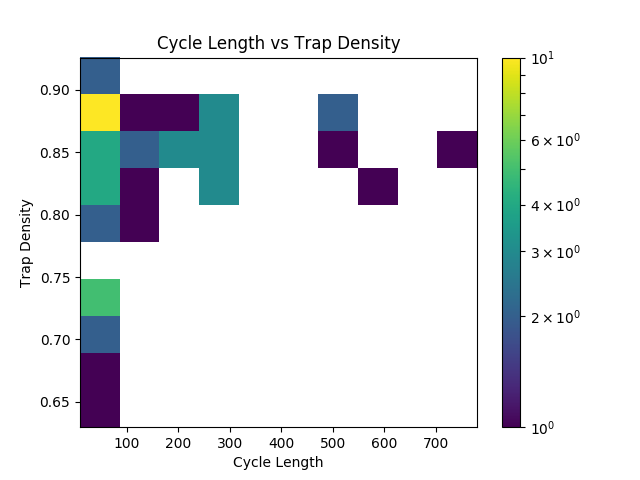 Cycle Length vs Trap Density
Trap Density
0.90
0.85
0.80
0.75
0.70
0.65
100 200 300 400 500 600 700
Cycle Length
10¹
6 × 10⁰
4 × 10⁰
3 × 10⁰
2 × 10⁰
10⁰